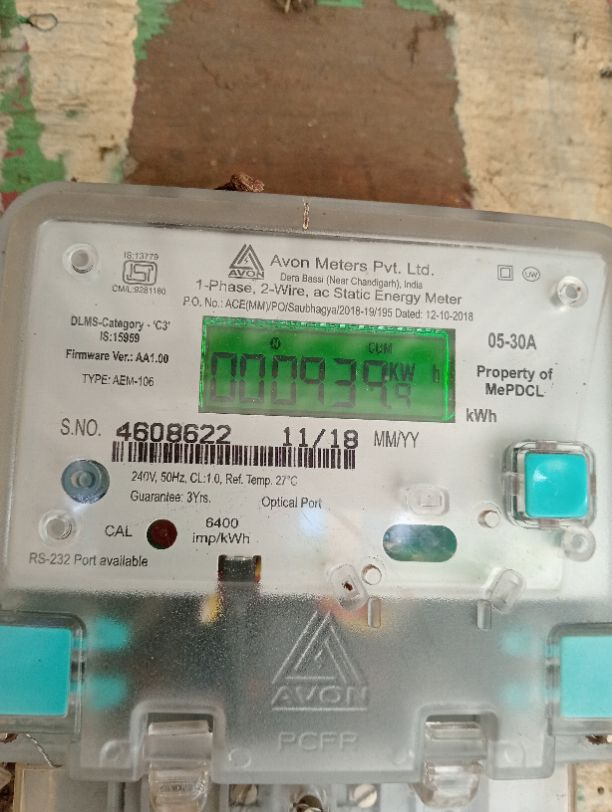 IS:13779
CM/L:9281180
AVON
Avon Meters Pvt. Ltd.
Dera Bassi (Near Chandigarh), India
1-Phase, 2-Wire, ac Static Energy Meter
P.O. No.: ACE(MM)/PO/Saubhagya/2018-19/195 Dated: 12-10-2018
UW
DLMS-Category - 'C3'
IS:15959
Firmware Ver.: AA1.00
TYPE: AEM-106
CUM
000939.9 KWh
05-30A
Property of
MePDCL
kWh
S.NO. 4608622 11/18 MM/YY
240V, 50Hz, CL:1.0, Ref. Temp. 27°C
Guarantee: 3Yrs. Optical Port
CAL
6400
imp/kWh
RS-232 Port available
AVON